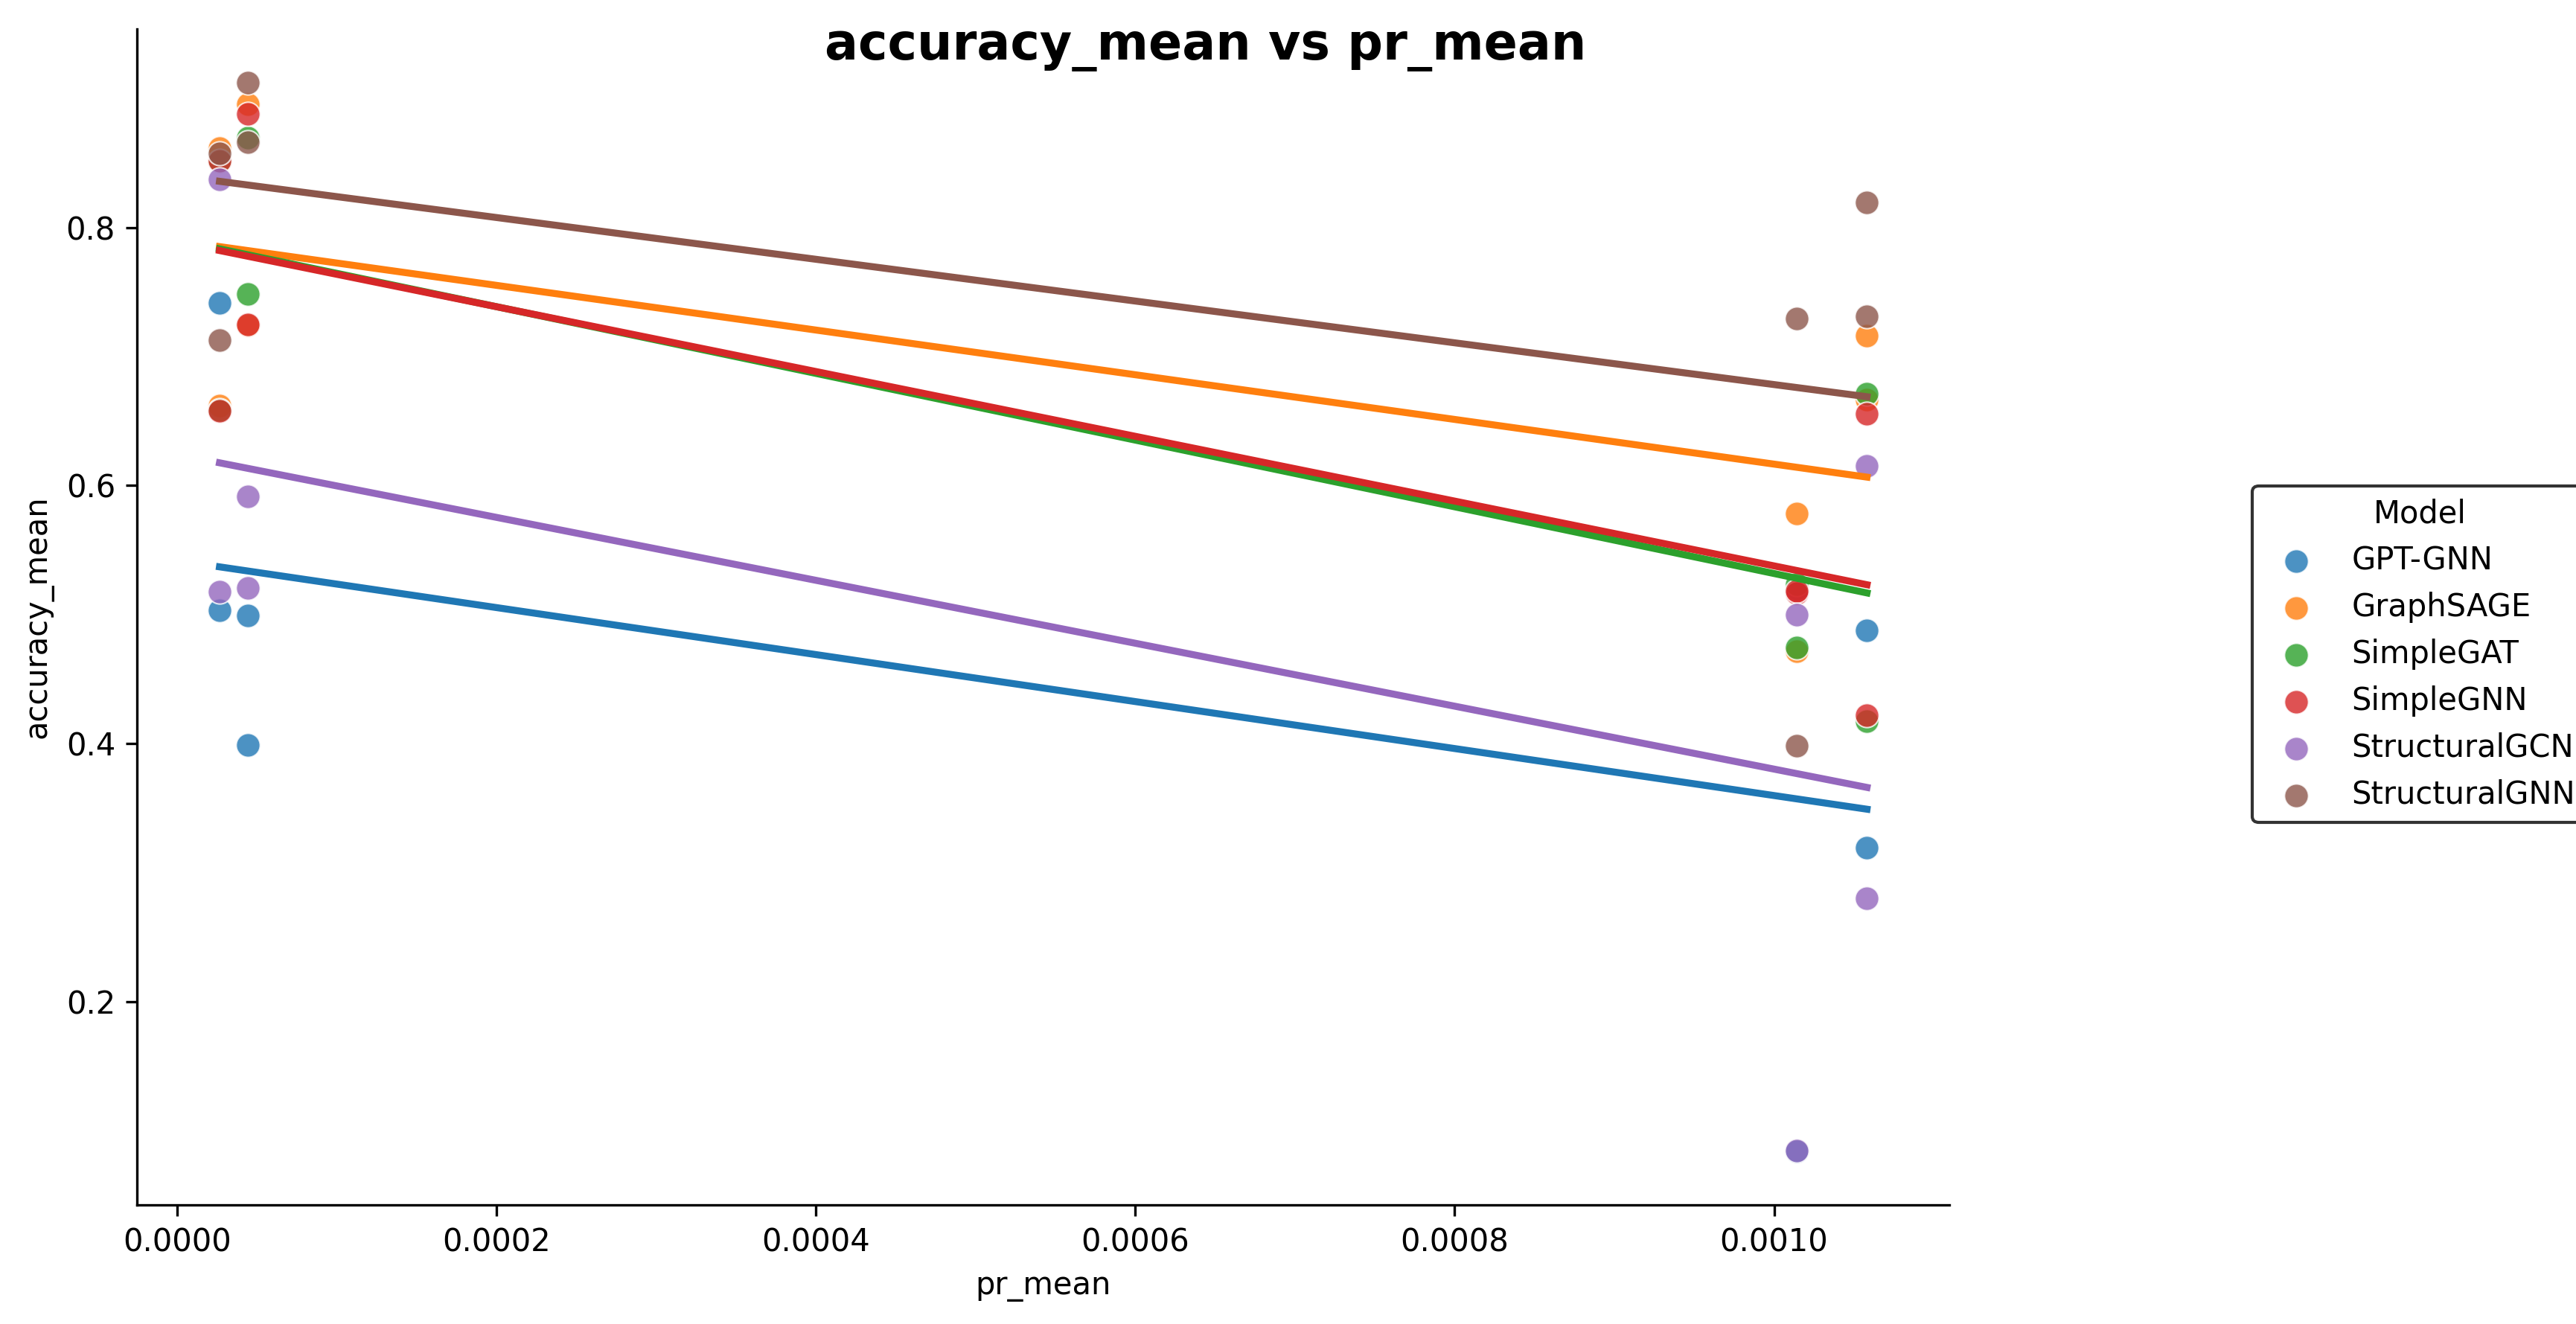 accuracy_mean vs pr_mean
accuracy_mean
0.8
0.6
0.4
0.2
0.0000
0.0002
0.0004
0.0006
0.0008
0.0010
pr_mean
Model
GPT-GNN
GraphSAGE
SimpleGAT
SimpleGNN
StructuralGCN
StructuralGNN